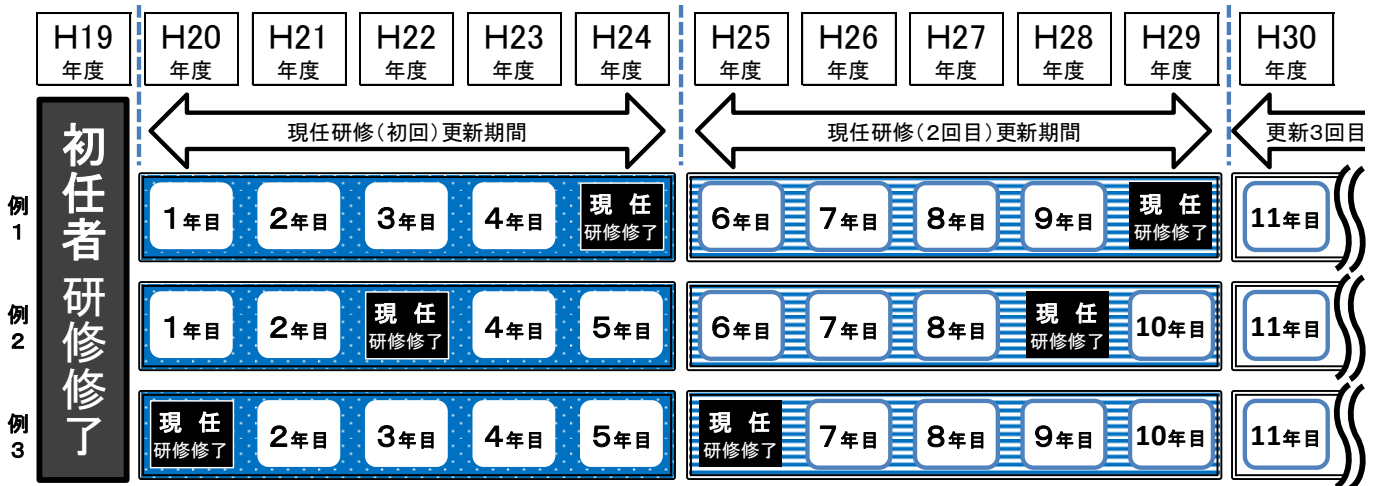 H19 H20 H21 H22 H23 H24 H25 H26 H27 H28 H29 H30
年度 年度 年度 年度 年度 年度 年度 年度 年度 年度 年度 年度
現任研修(初回)更新期間 現任研修(2回目)更新期間 更新3回目
初任者研修修了
例1 1年目 2年目 3年目 4年目 現任 6年目 7年目 8年目 9年目 現任 11年目
研修修了 研修修了
例2 1年目 2年目 現任 4年目 5年目 6年目 7年目 8年目 現任 10年目 11年目
研修修了 研修修了
例3 現任 2年目 3年目 4年目 5年目 現任 7年目 8年目 9年目 10年目 11年目
研修修了 研修修了